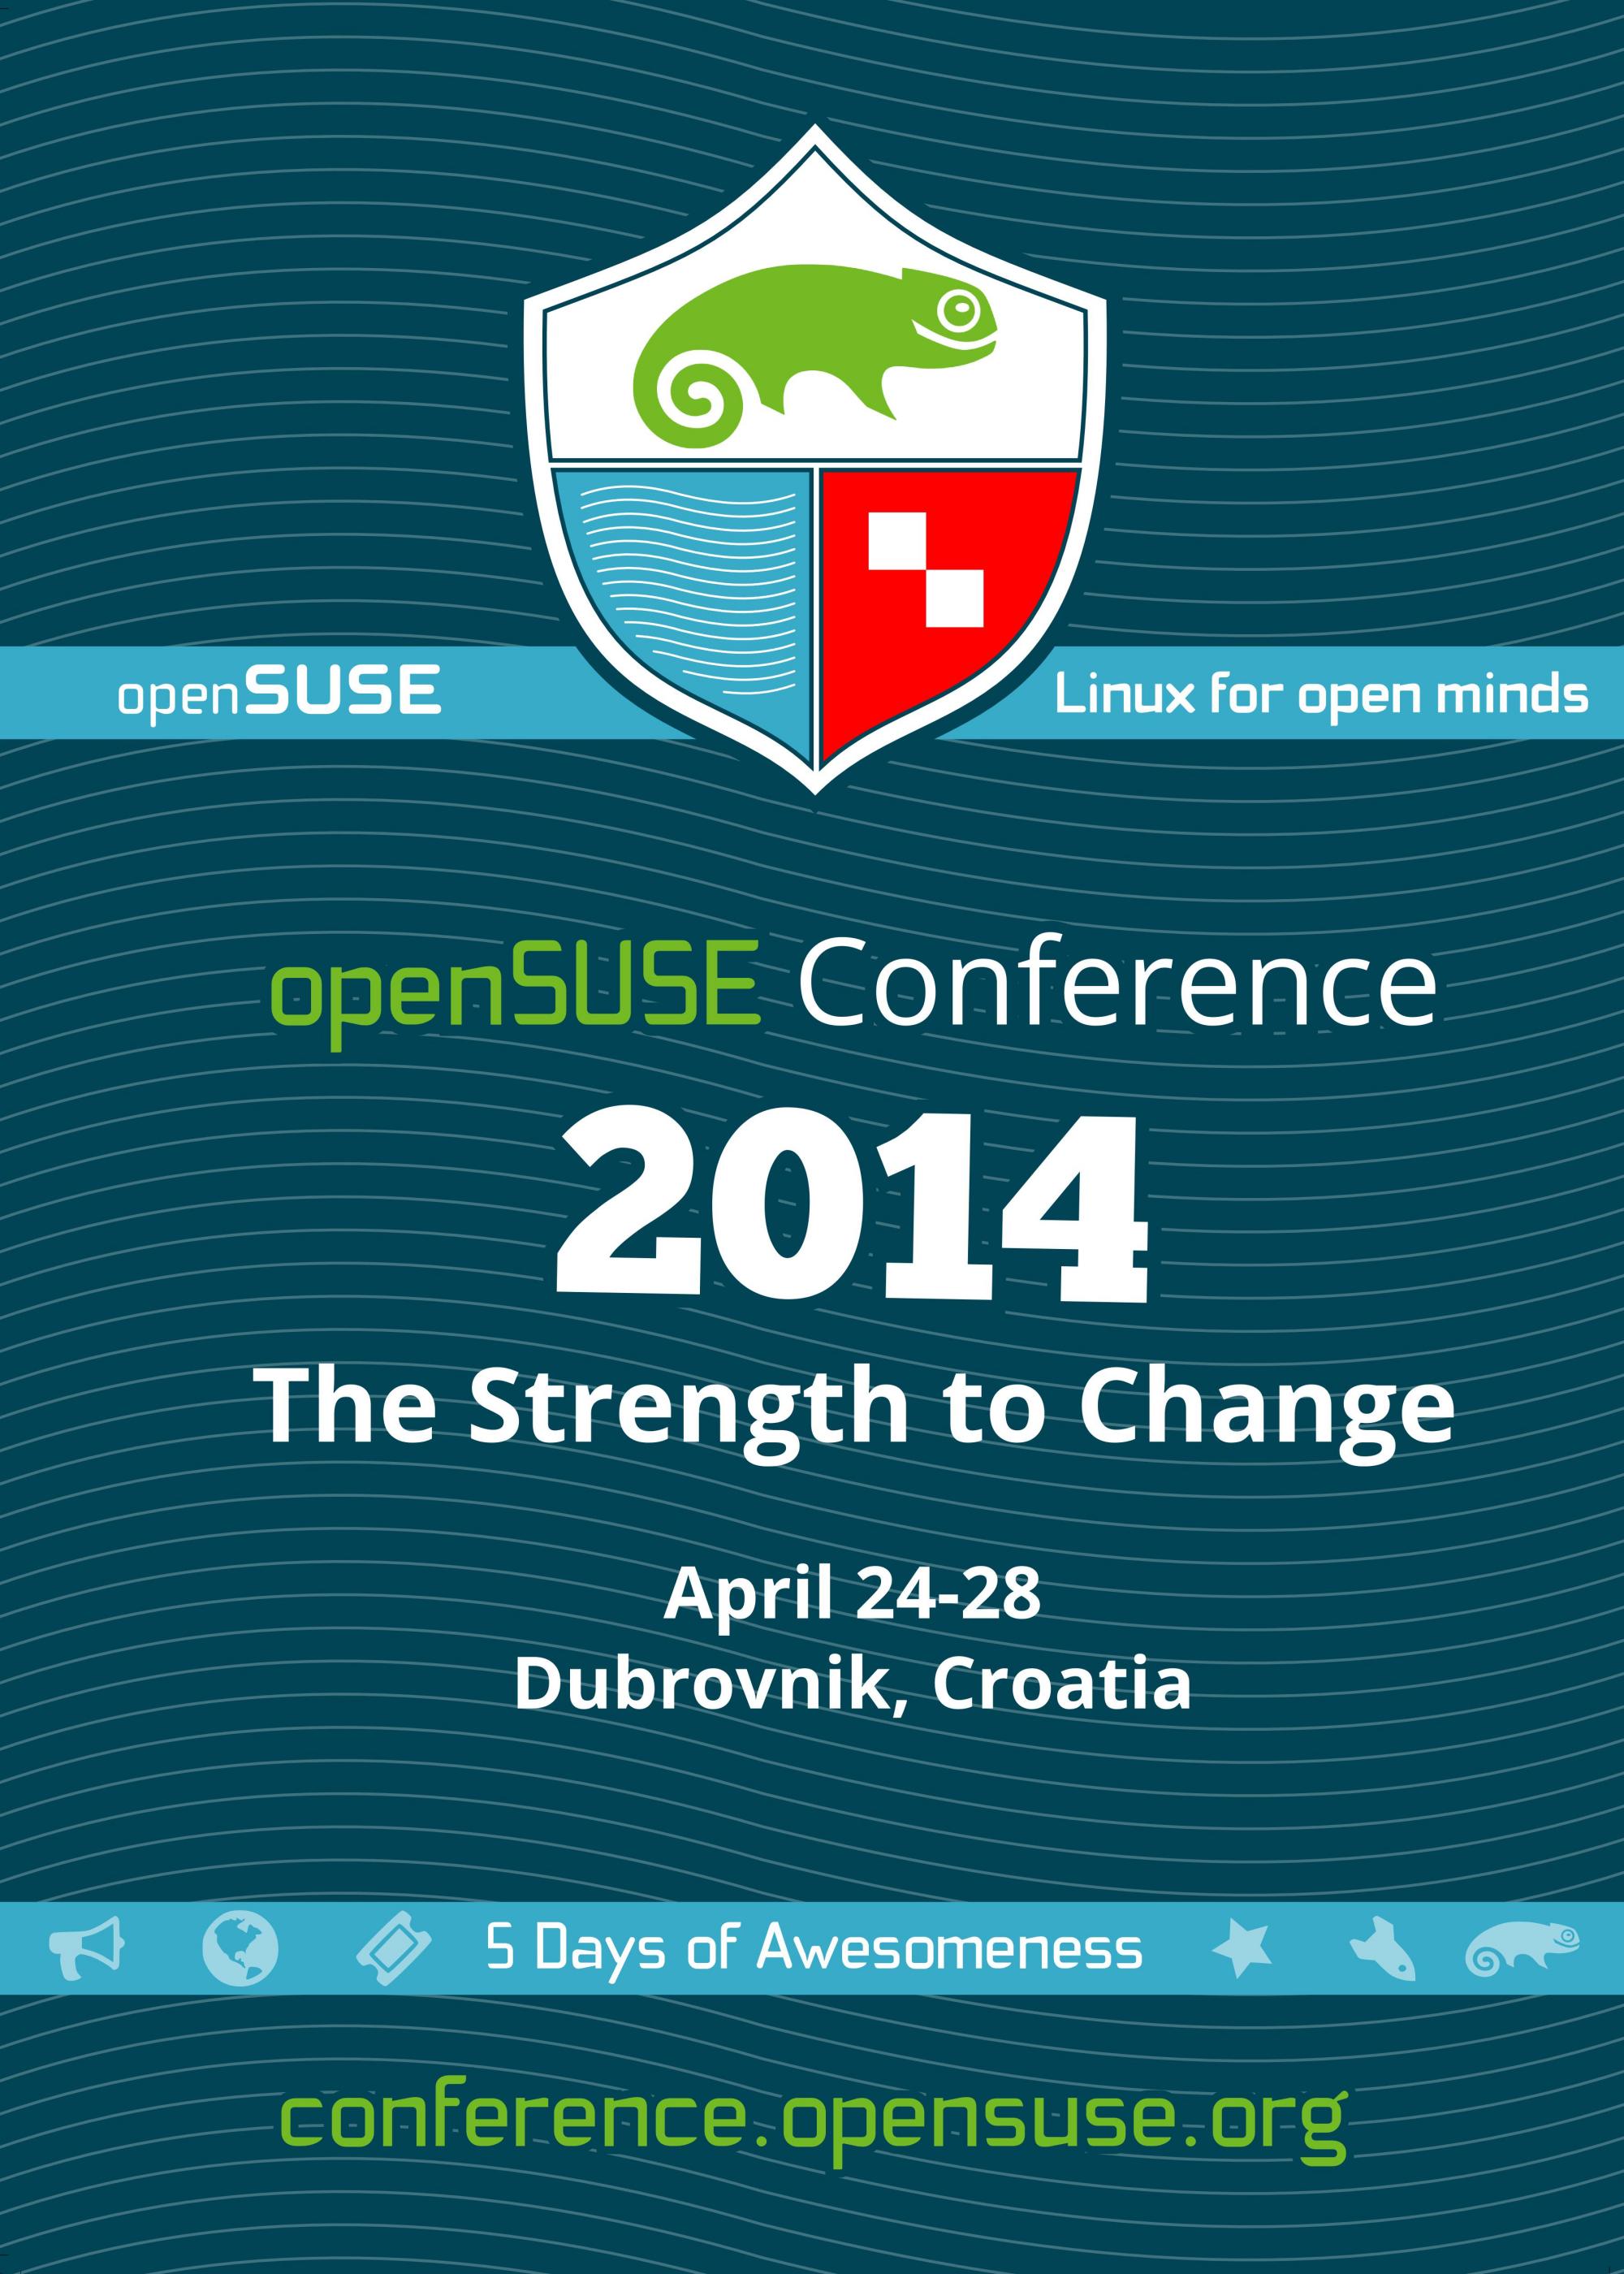 openSUSE
Linux for open minds
openSUSE Conference
2014
The Strength to Change
April 24-28
Dubrovnik, Croatia
5 Days of Awesomeness
conference.opensuse.org